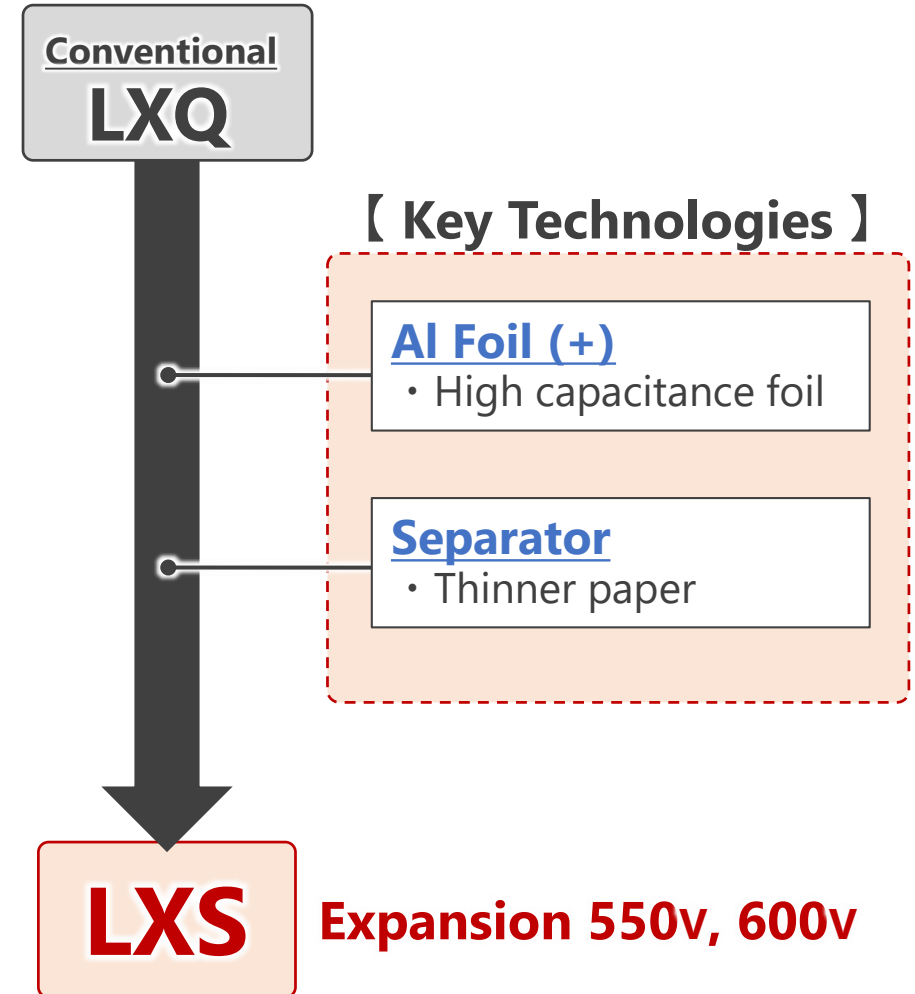 Conventional
LXQ
【 Key Technologies 】
Al Foil (+)
・High capacitance foil
Separator
・Thinner paper
LXS
Expansion 550V, 600V